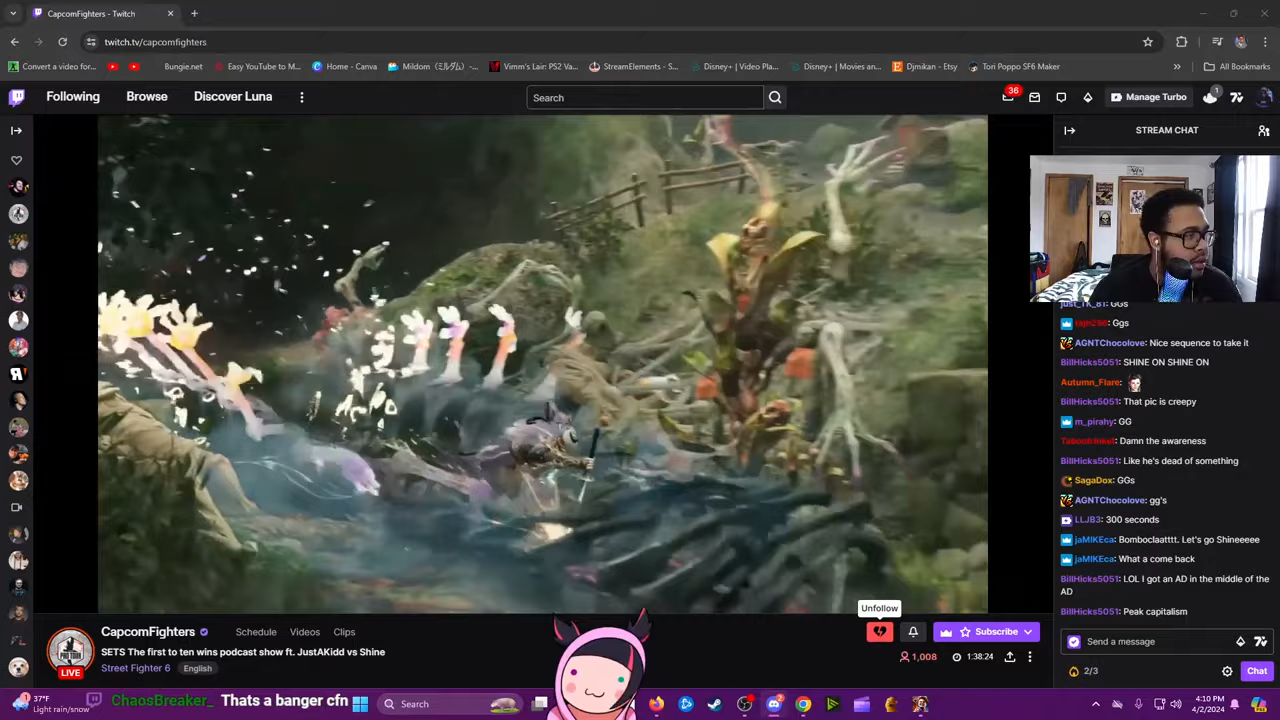 CapcomFighters - Twitch
twitch.tv/capcomfighters
Convert a video for...
Bungie.net
Easy YouTube to M...
Home - Canva
Mildom (ミルダム) -...
Vimm's Lair: PS2 Va...
StreamElements - S...
Disney+ | Video Pla...
Disney+ | Movies an...
Djmikan - Etsy
Tori Poppo SF6 Maker
All Bookmarks
Following
Browse
Discover Luna
Search
36
Manage Turbo
1
STREAM CHAT
just_TK_81: GGs
Ggs
AGNTChocolove: Nice sequence to take it
BillHicks5051: SHINE ON SHINE ON
Autumn_Flare:
BillHicks5051: That pic is creepy
m_pirahy: GG
Damn the awareness
BillHicks5051: Like he's dead of something
SagaDox: GGs
AGNTChocolove: gg's
LLJB3: 300 seconds
jaMIKEca: Bomboclaatttt. Let's go Shineeeee
jaMIKEca: What a come back
BillHicks5051: LOL I got an AD in the middle of the
AD
BillHicks5051: Peak capitalism
Unfollow
CapcomFighters
Schedule
Videos
Clips
Subscribe
SETS The first to ten wins podcast show ft. JustAKidd vs Shine
LIVE
Street Fighter 6
English
1,008
1:38:24
Send a message
2/3
Chat
37°F
Light rain/snow
ChaosBreaker_ Thats a banger cfn
Search
4:10 PM
4/2/2024